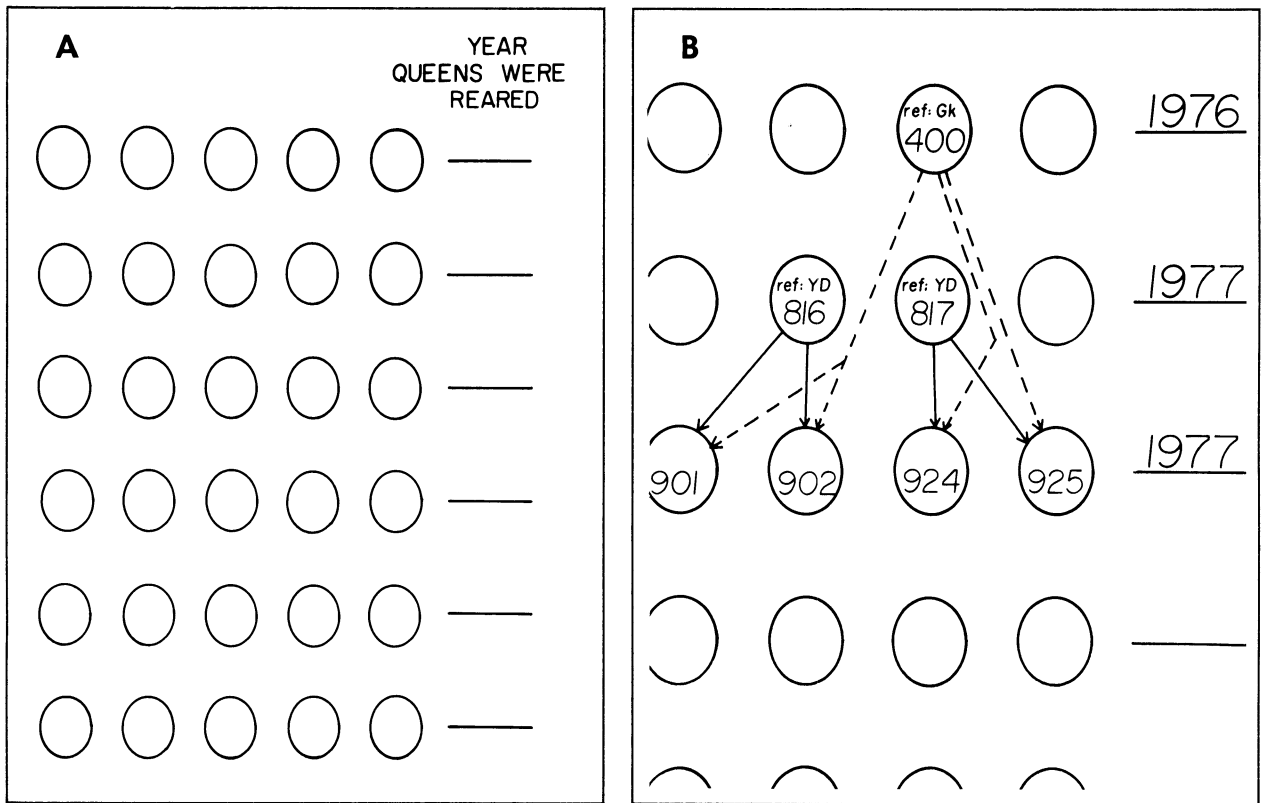 A
YEAR
QUEENS WERE
REARED
B
ref: Gk
400
1976
ref: YD
816
ref: YD
817
1977
901
902
924
925
1977